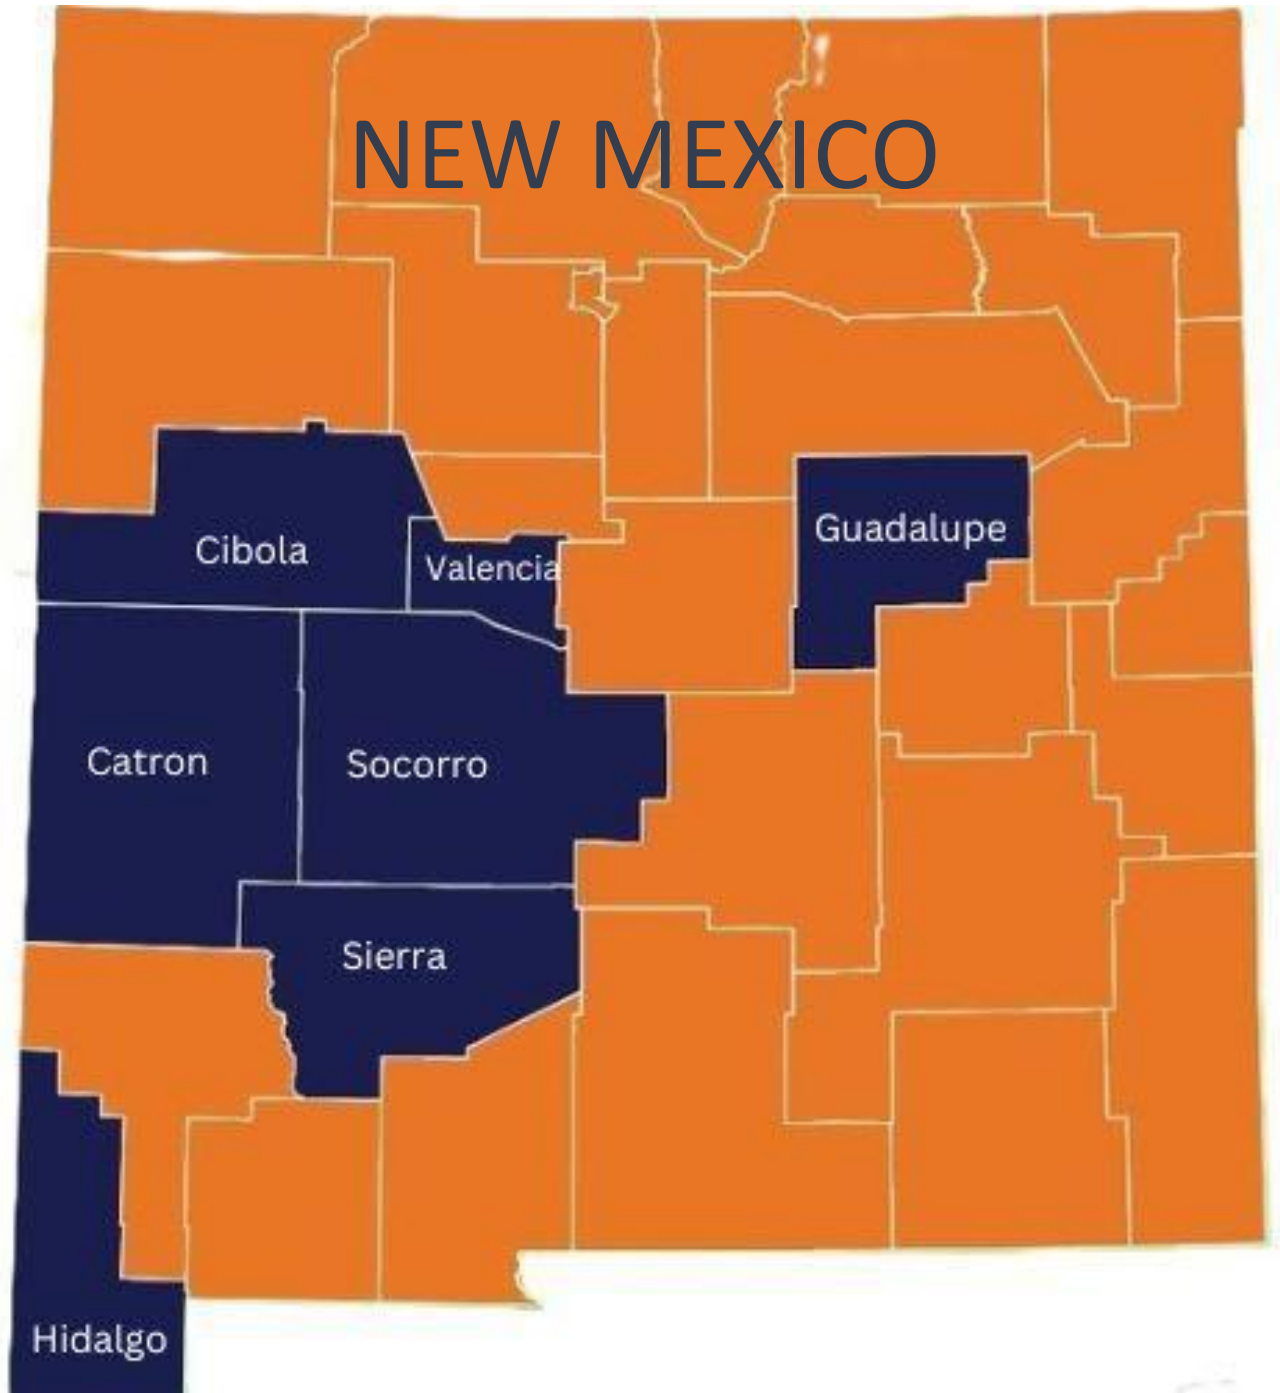 NEW MEXICO
Guadalupe
Cibola
Valencia
Catron
Socorro
Sierra
Hidalgo